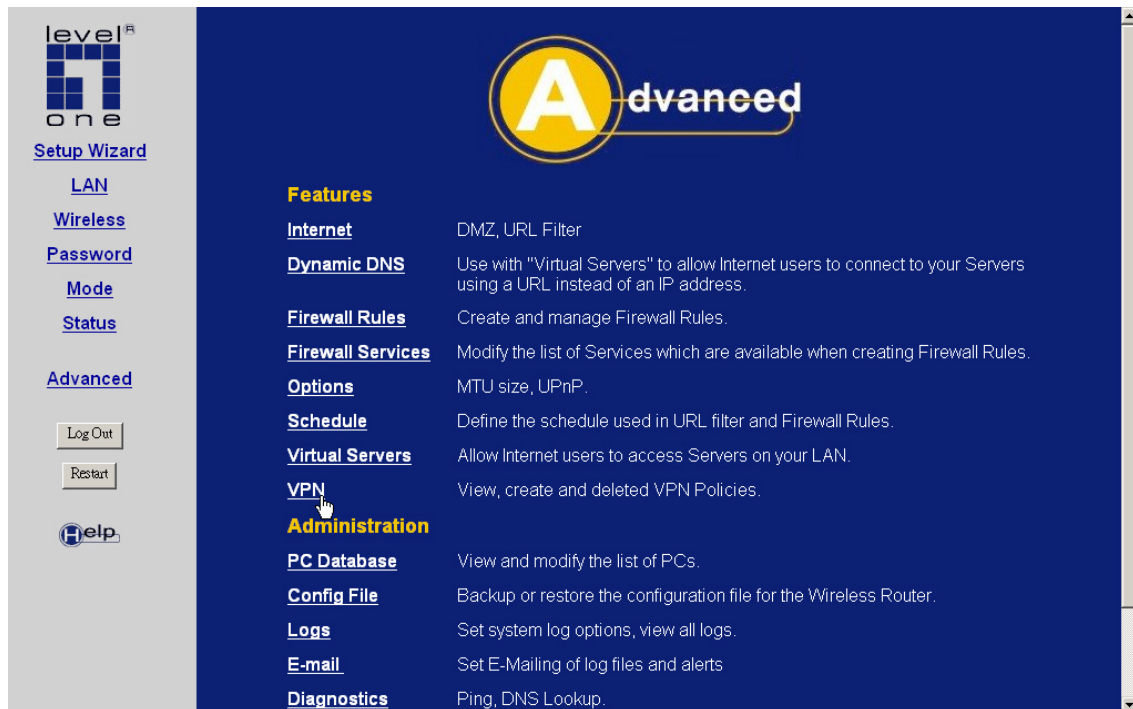 level®
one
Setup Wizard
LAN
Wireless
Password
Mode
Status
Advanced
Log Out
Restart
Help
Advanced
Features
Internet DMZ, URL Filter
Dynamic DNS Use with "Virtual Servers" to allow Internet users to connect to your Servers
using a URL instead of an IP address.
Firewall Rules Create and manage Firewall Rules.
Firewall Services Modify the list of Services which are available when creating Firewall Rules.
Options MTU size, UPnP.
Schedule Define the schedule used in URL filter and Firewall Rules.
Virtual Servers Allow Internet users to access Servers on your LAN.
VPN View, create and deleted VPN Policies.
Administration
PC Database View and modify the list of PCs.
Config File Backup or restore the configuration file for the Wireless Router.
Logs Set system log options, view all logs.
E-mail Set E-Mailing of log files and alerts
Diagnostics Ping, DNS Lookup.